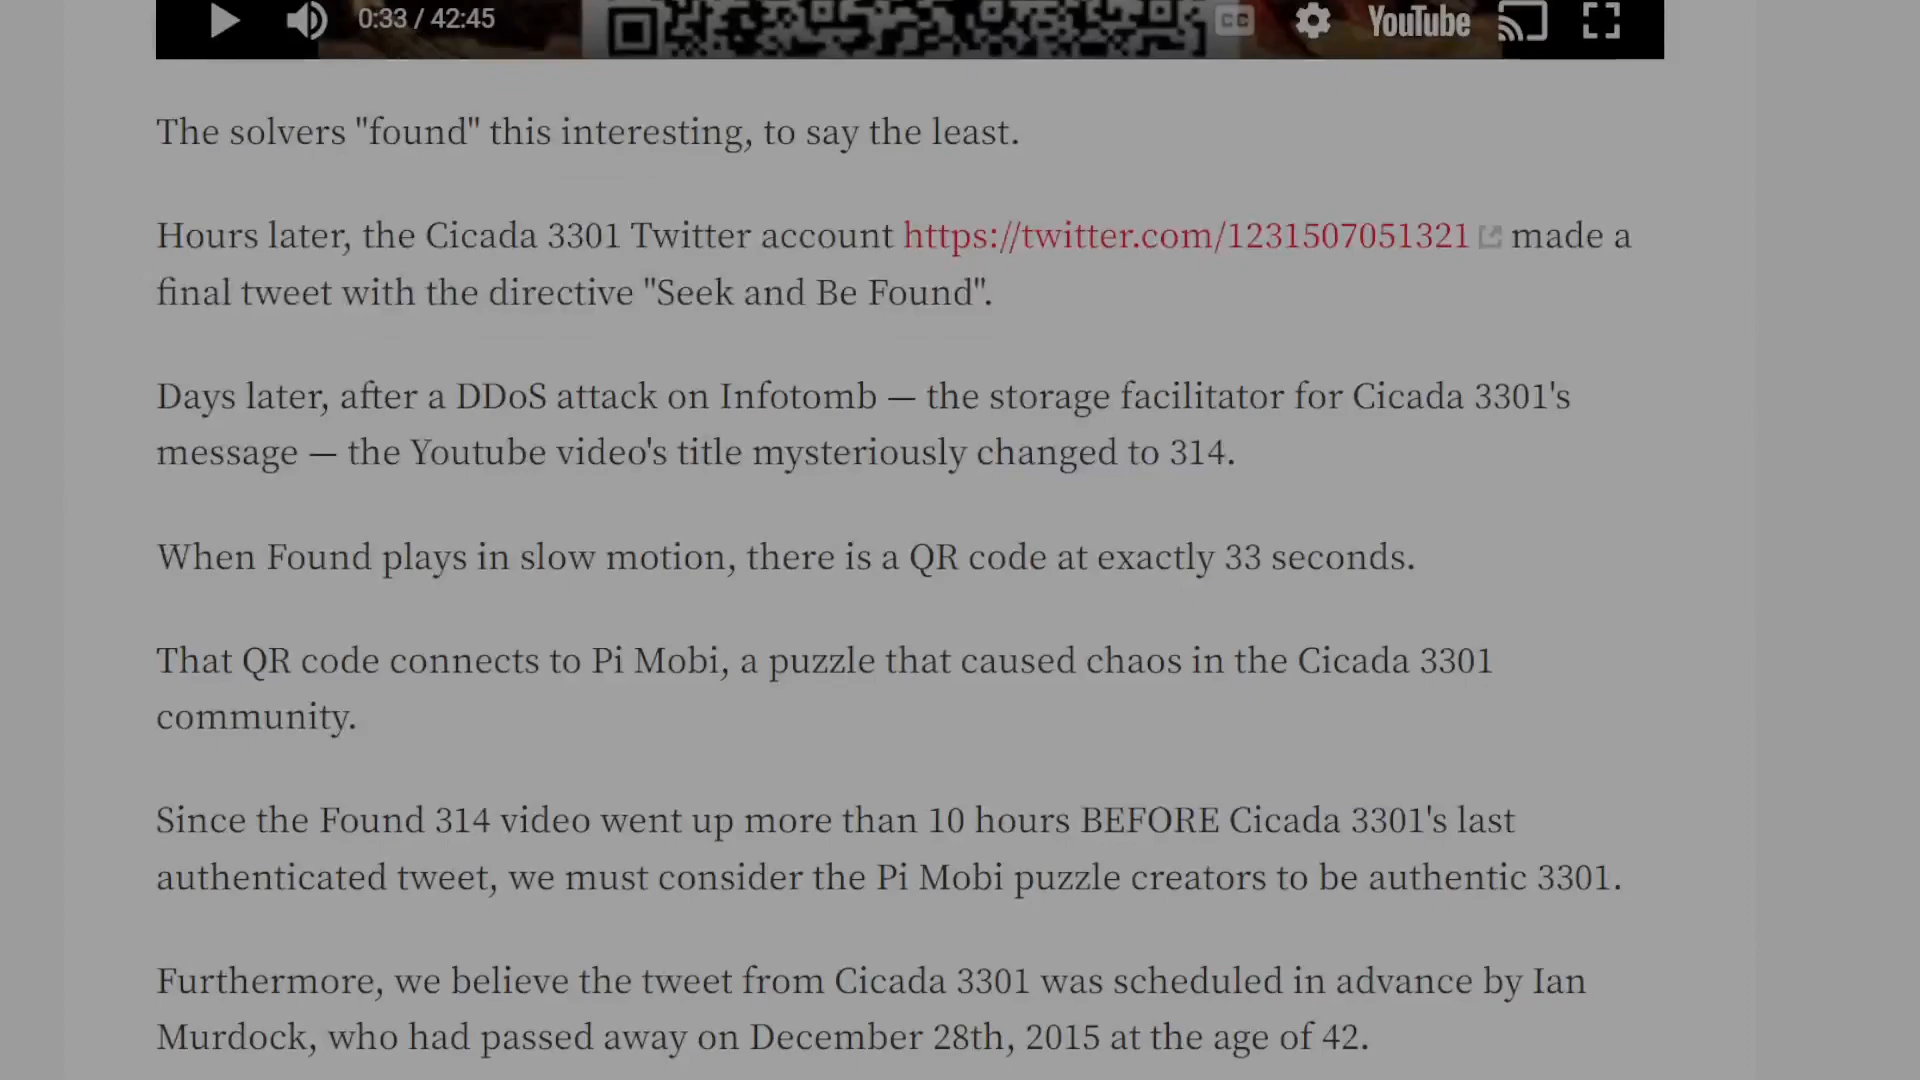 0:33 / 42:45
CC
YouTube
The solvers "found" this interesting, to say the least.
Hours later, the Cicada 3301 Twitter account https://twitter.com/1231507051321 made a
final tweet with the directive "Seek and Be Found".
Days later, after a DDoS attack on Infotomb — the storage facilitator for Cicada 3301's
message — the Youtube video's title mysteriously changed to 314.
When Found plays in slow motion, there is a QR code at exactly 33 seconds.
That QR code connects to Pi Mobi, a puzzle that caused chaos in the Cicada 3301
community.
Since the Found 314 video went up more than 10 hours BEFORE Cicada 3301's last
authenticated tweet, we must consider the Pi Mobi puzzle creators to be authentic 3301.
Furthermore, we believe the tweet from Cicada 3301 was scheduled in advance by Ian
Murdock, who had passed away on December 28th, 2015 at the age of 42.